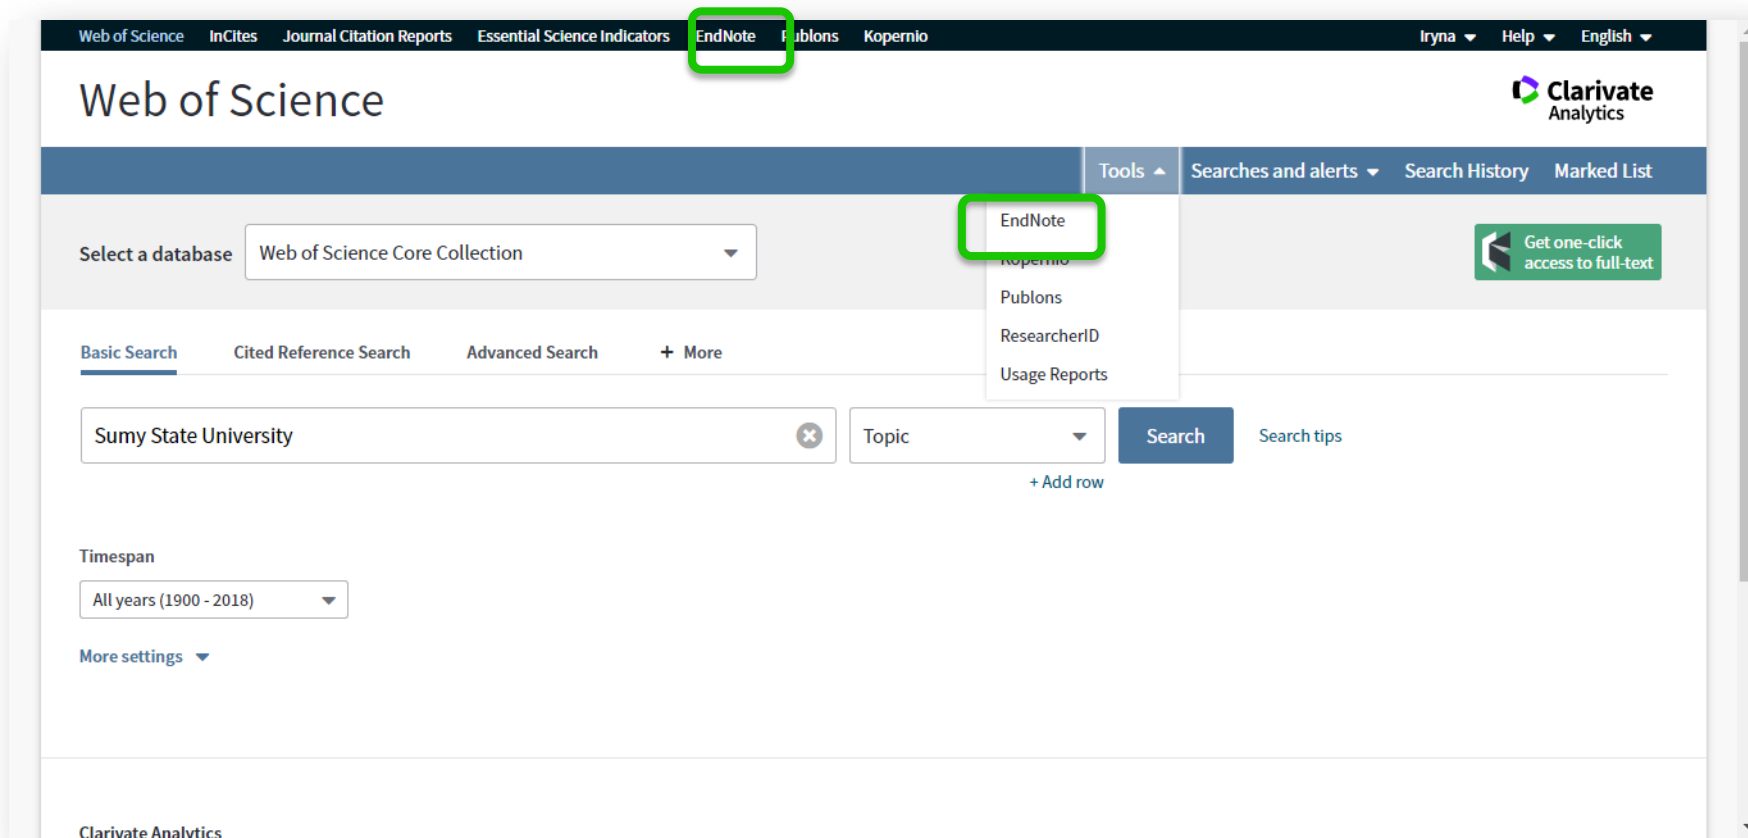 Web of Science InCites Journal Citation Reports Essential Science Indicators EndNote Publons Kopernio Iryna Help English
Web of Science
Clarivate
Analytics
Tools Searches and alerts Search History Marked List
EndNote
Select a database Web of Science Core Collection
Get one-click
access to full-text
Kopernio
Publons
ResearcherID
Usage Reports
Basic Search Cited Reference Search Advanced Search + More
Sumy State University Topic Search Search tips
+ Add row
Timespan
All years (1900 - 2018)
More settings
Clarivate Analytics